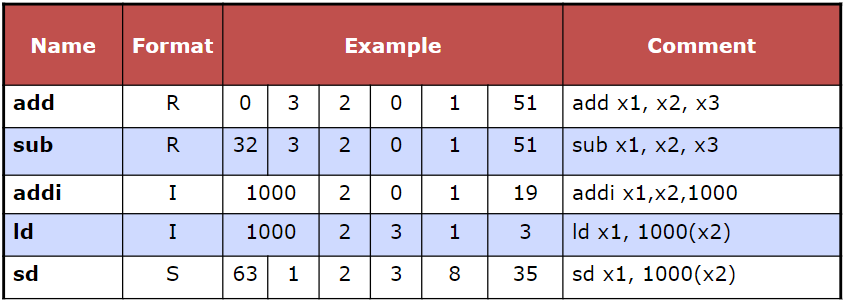 Name Format Example Comment
add R 0 3 2 0 1 51 add x1, x2, x3
sub R 32 3 2 0 1 51 sub x1, x2, x3
addi I 1000 2 0 1 19 addi x1,x2,1000
ld I 1000 2 3 1 3 ld x1, 1000(x2)
sd S 63 1 2 3 8 35 sd x1, 1000(x2)